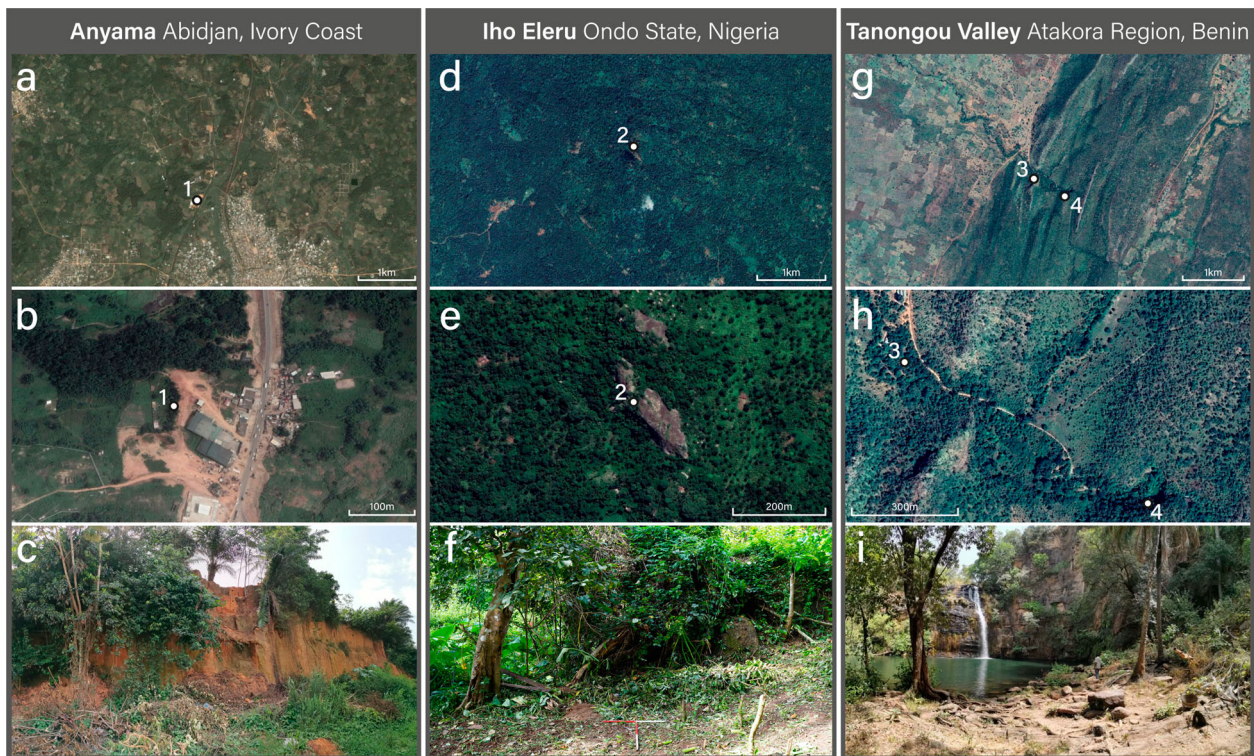 Anyama Abidjan, Ivory Coast
Iho Eleru Ondo State, Nigeria
Tanongou Valley Atakora Region, Benin
a
1
1km
d
2
1km
g
3
4
1km
b
1
100m
e
2
200m
h
3
300m
4
c
f
i